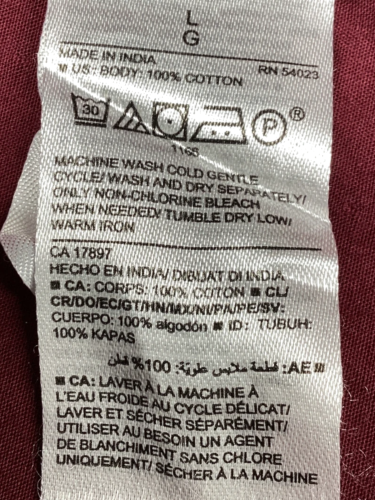 L
G
MADE IN INDIA RN 54023
US: BODY: 100% COTTON
30 P ®
1165
MACHINE WASH COLD GENTLE
CYCLE/ WASH AND DRY SEPARATELY/
ONLY NON-CHLORINE BLEACH
WHEN NEEDED/ TUMBLE DRY LOW/
WARM IRON
CA 17897
HECHO EN INDIA/ DIBUAT DI INDIA
■ CA: CORPS: 100% COTON ■ CL/
CR/DO/EC/GT/HN/MX/NI/PA/PE/SV:
CUERPO: 100% algodón ■ ID: TUBUH:
100% KAPAS
AE: قطعة ملابس علوية: 100% قطن
■ CA: LAVER À LA MACHINE À
L'EAU FROIDE AU CYCLE DÉLICAT/
LAVER ET SÉCHER SÉPARÉMENT/
UTILISER AU BESOIN UN AGENT
DE BLANCHIMENT SANS CHLORE
UNIQUEMENT/ SÉCHER À LA MACHINE